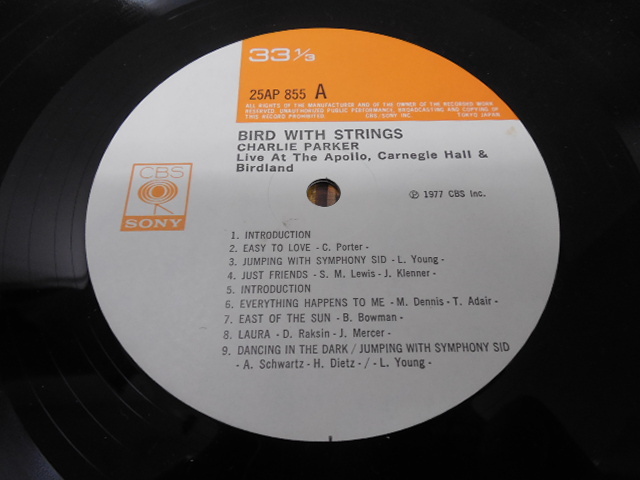 33 1/3
25AP 855 A
ALL RIGHTS OF THE MANUFACTURER AND OF THE OWNER OF THE RECORDED WORK
RESERVED. UNAUTHORIZED PUBLIC PERFORMANCE, BROADCASTING AND COPYING OF
THIS RECORD PROHIBITED. CBS/SONY INC. TOKYO JAPAN
BIRD WITH STRINGS
CHARLIE PARKER
Live At The Apollo, Carnegie Hall &
Birdland
CBS
SONY
℗ 1977 CBS Inc.
1. INTRODUCTION
2. EASY TO LOVE - C. Porter -
3. JUMPING WITH SYMPHONY SID - L. Young -
4. JUST FRIENDS - S. M. Lewis - J. Klenner -
5. INTRODUCTION
6. EVERYTHING HAPPENS TO ME - M. Dennis - T. Adair -
7. EAST OF THE SUN - B. Bowman -
8. LAURA - D. Raksin - J. Mercer -
9. DANCING IN THE DARK / JUMPING WITH SYMPHONY SID
- A. Schwartz - H. Dietz - / - L. Young -